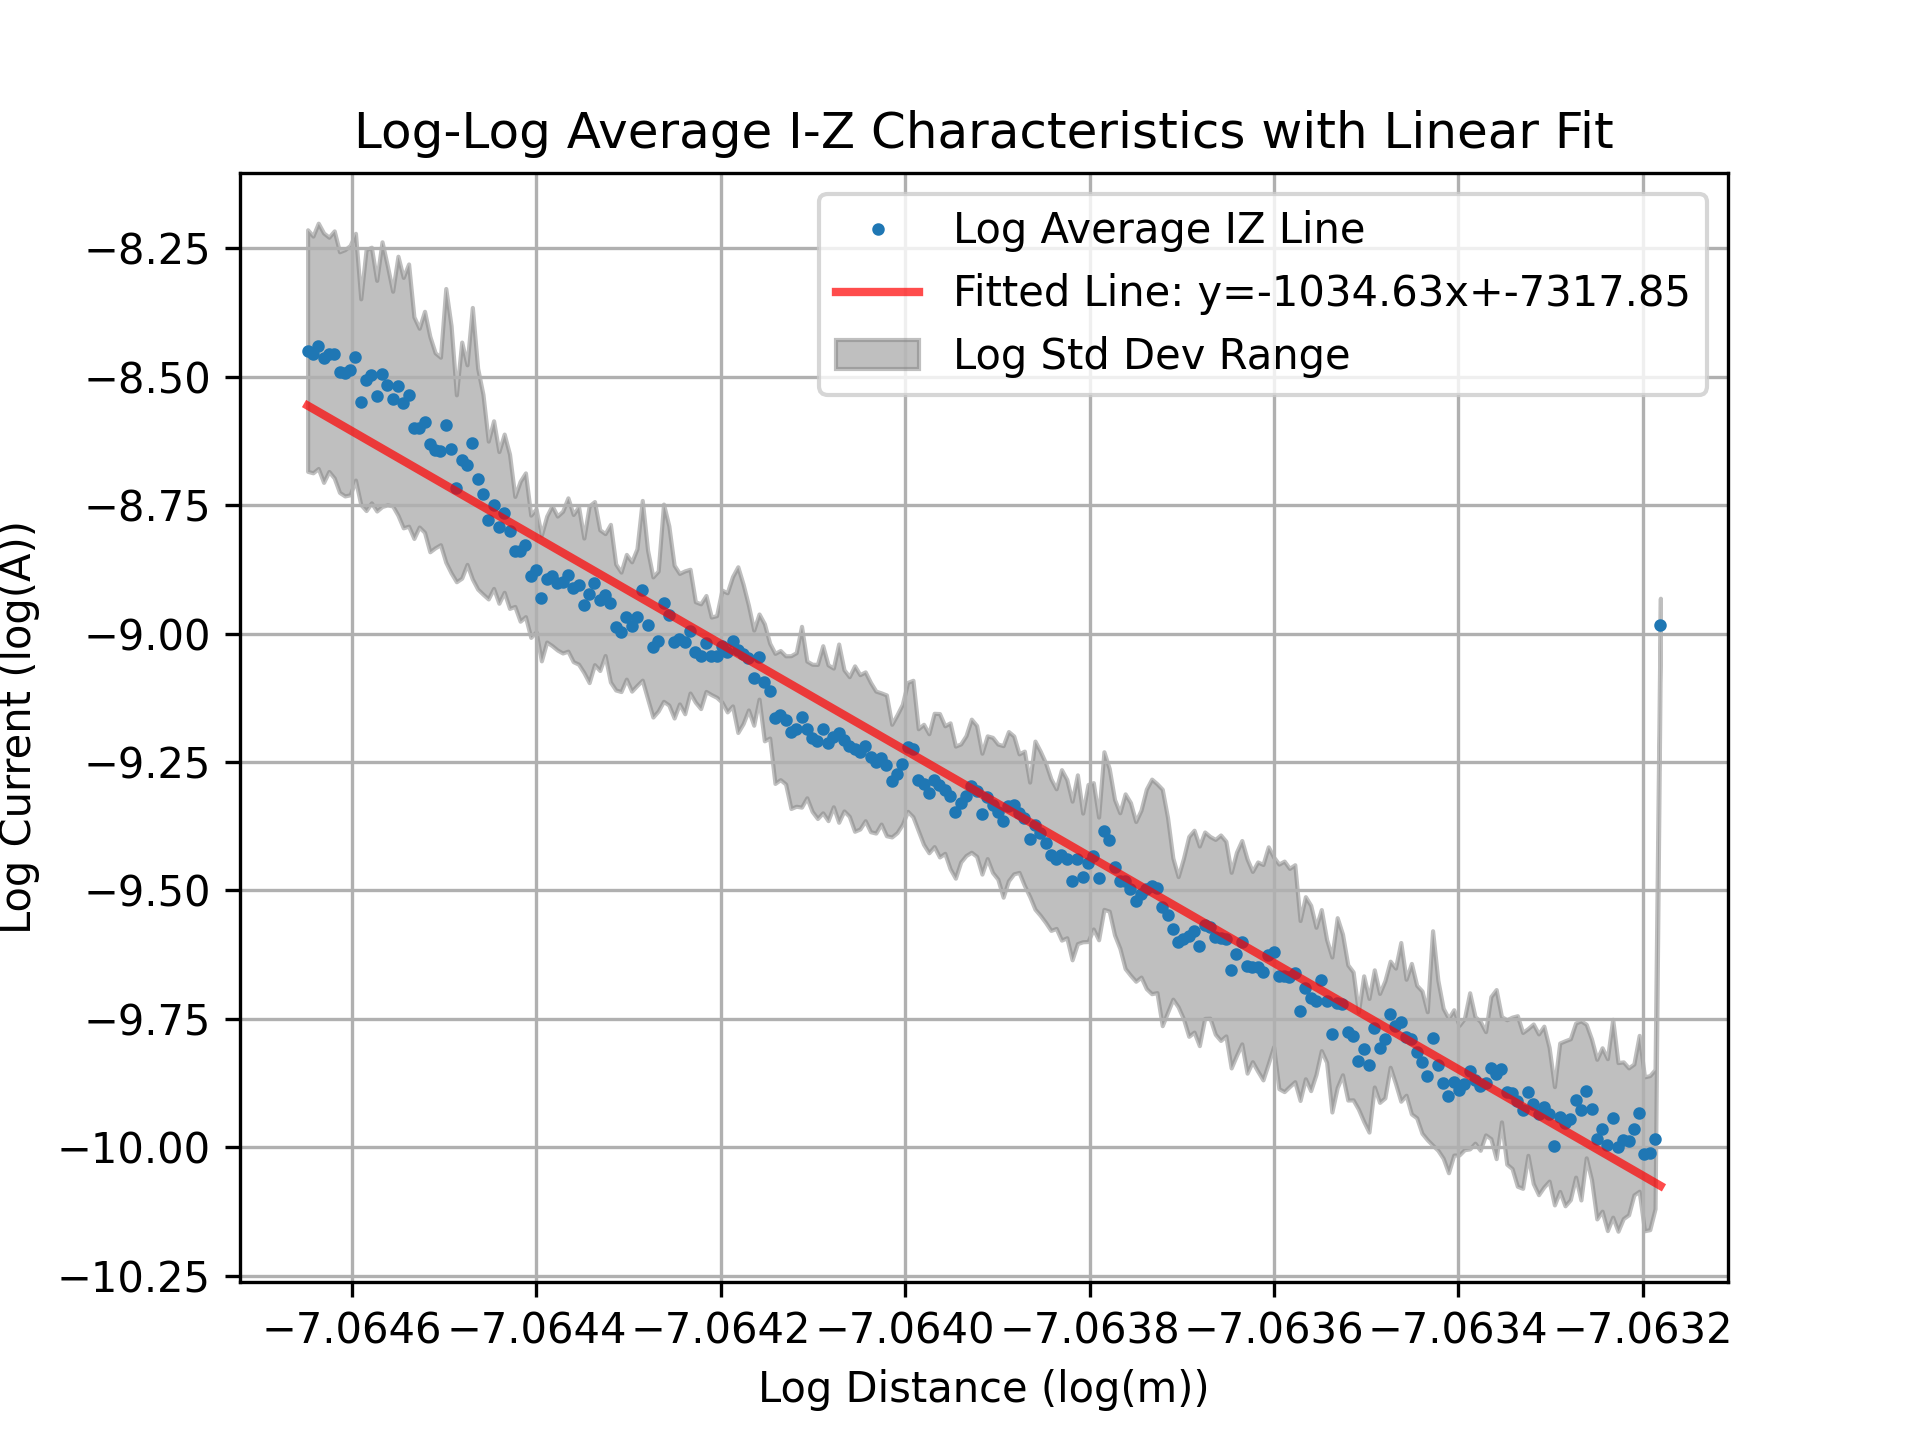 Log-Log Average I-Z Characteristics with Linear Fit
Log Average IZ Line
Fitted Line: y=-1034.63x+-7317.85
Log Std Dev Range
Log Current (log(A))
−8.25
−8.50
−8.75
−9.00
−9.25
−9.50
−9.75
−10.00
−10.25
−7.0646 −7.0644 −7.0642 −7.0640 −7.0638 −7.0636 −7.0634 −7.0632
Log Distance (log(m))